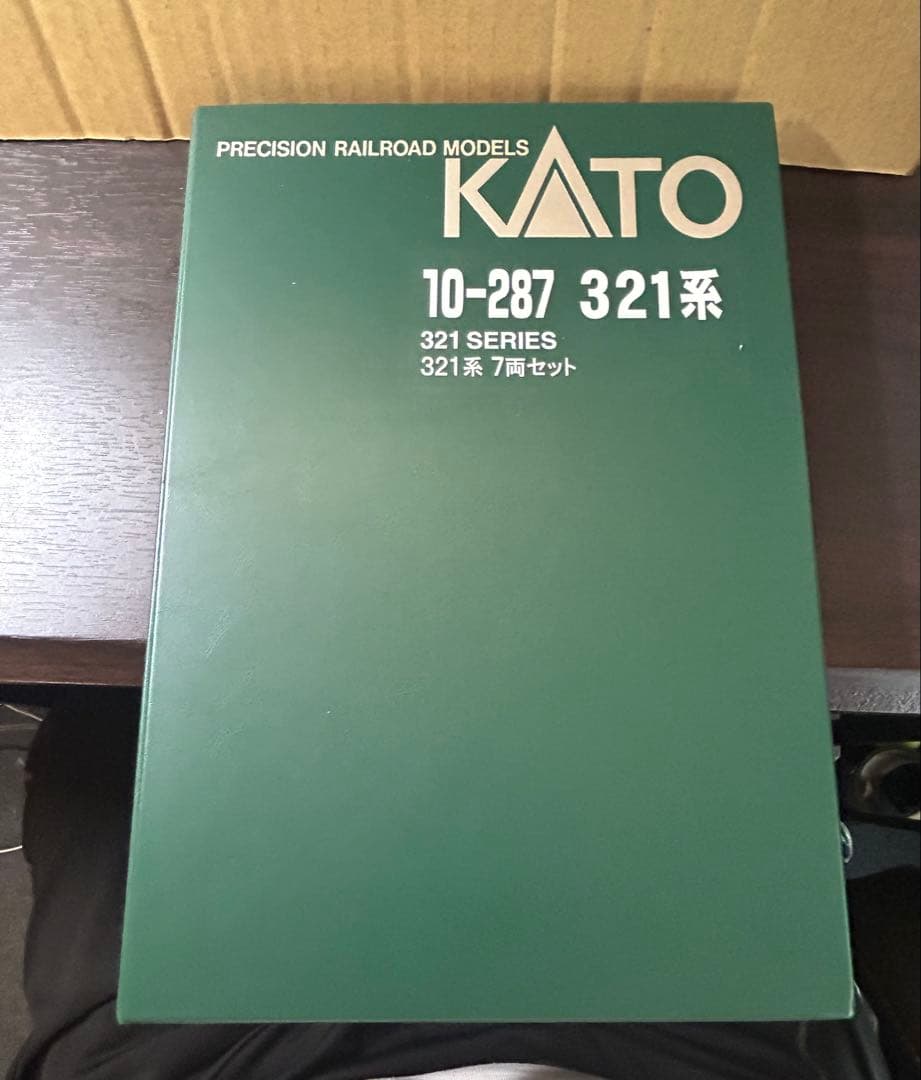 PRECISION RAILROAD MODELS
KATO
10-287 321系
321 SERIES
321系 7両セット